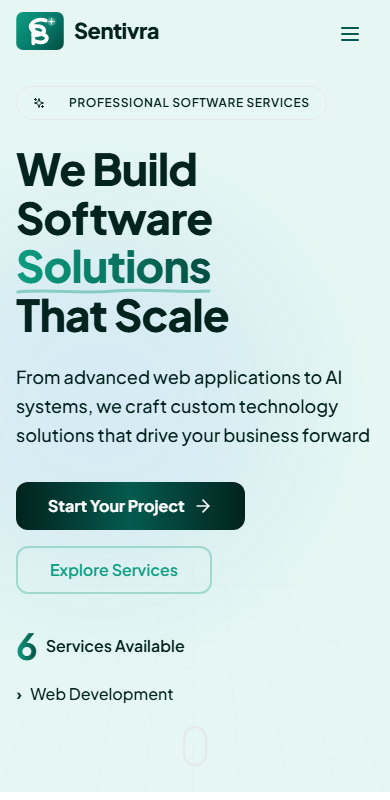 Sentivra
PROFESSIONAL SOFTWARE SERVICES
We Build
Software
Solutions
That Scale
From advanced web applications to AI
systems, we craft custom technology
solutions that drive your business forward
Start Your Project →
Explore Services
6 Services Available
› Web Development